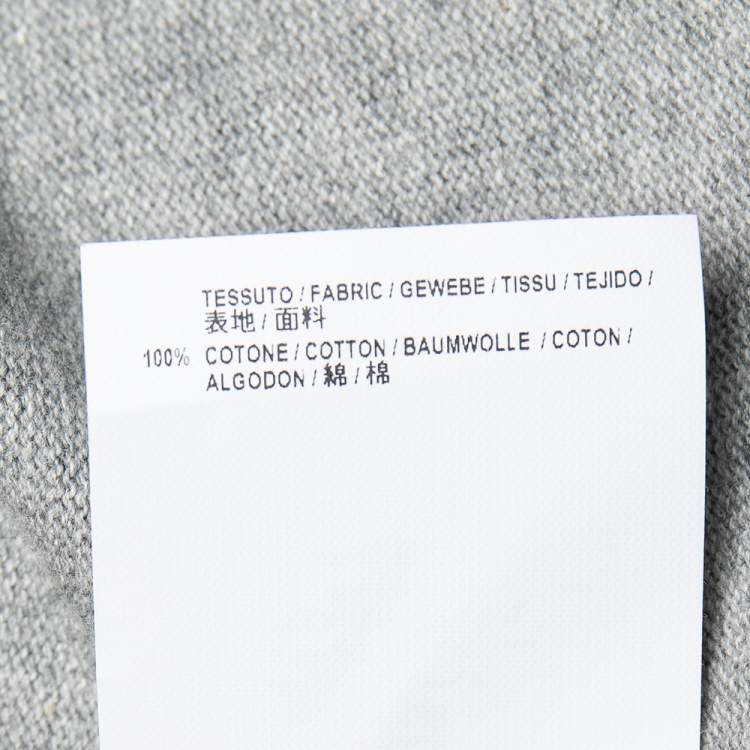 TESSUTO / FABRIC / GEWEBE / TISSU / TEJIDO /
表地 / 面料
100% COTONE / COTTON / BAUMWOLLE / COTON /
ALGODON / 綿 / 棉